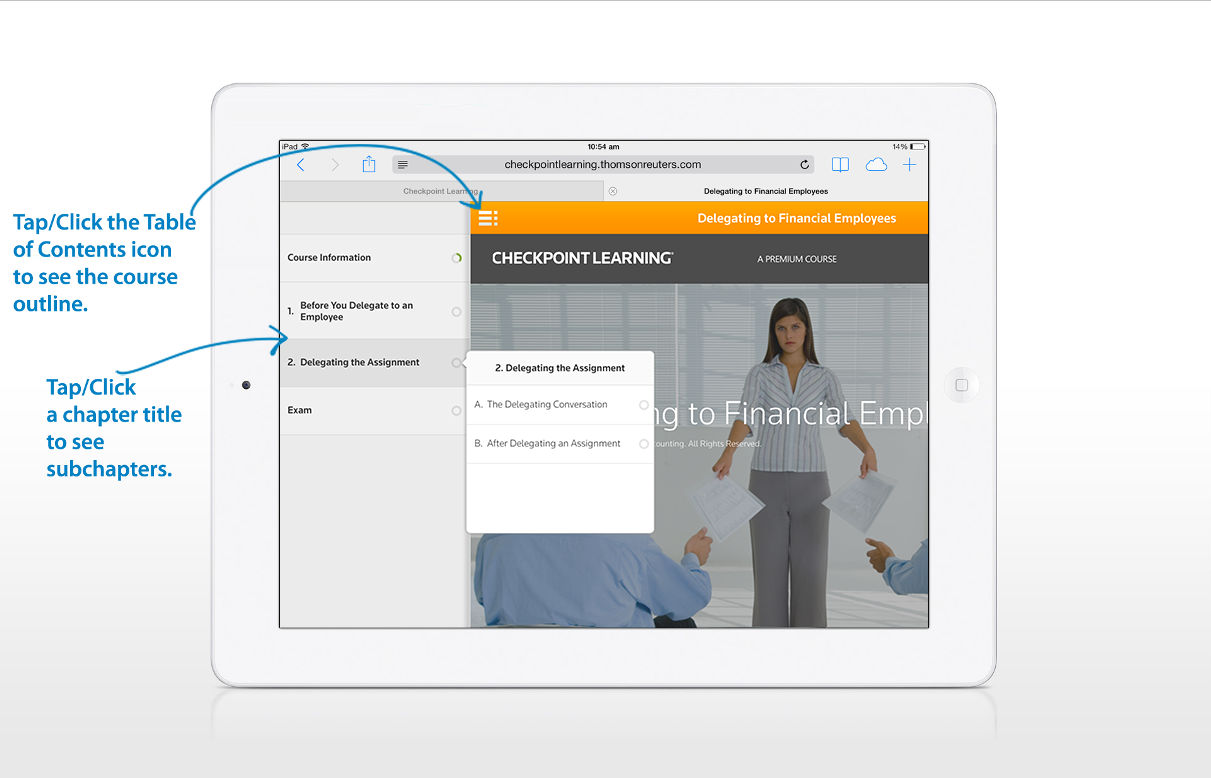 iPad
10:54 am
14%
checkpointlearning.thomsonreuters.com
Checkpoint Learning
Delegating to Financial Employees
Tap/Click the Table
of Contents icon
to see the course
outline.
Delegating to Financial Employees
Course Information
CHECKPOINT LEARNING
A PREMIUM COURSE
1. Before You Delegate to an
Employee
2. Delegating the Assignment
Tap/Click
a chapter title
to see
subchapters.
Exam
2. Delegating the Assignment
A. The Delegating Conversation
B. After Delegating an Assignment
ng to Financial Empl
ounting. All Rights Reserved.